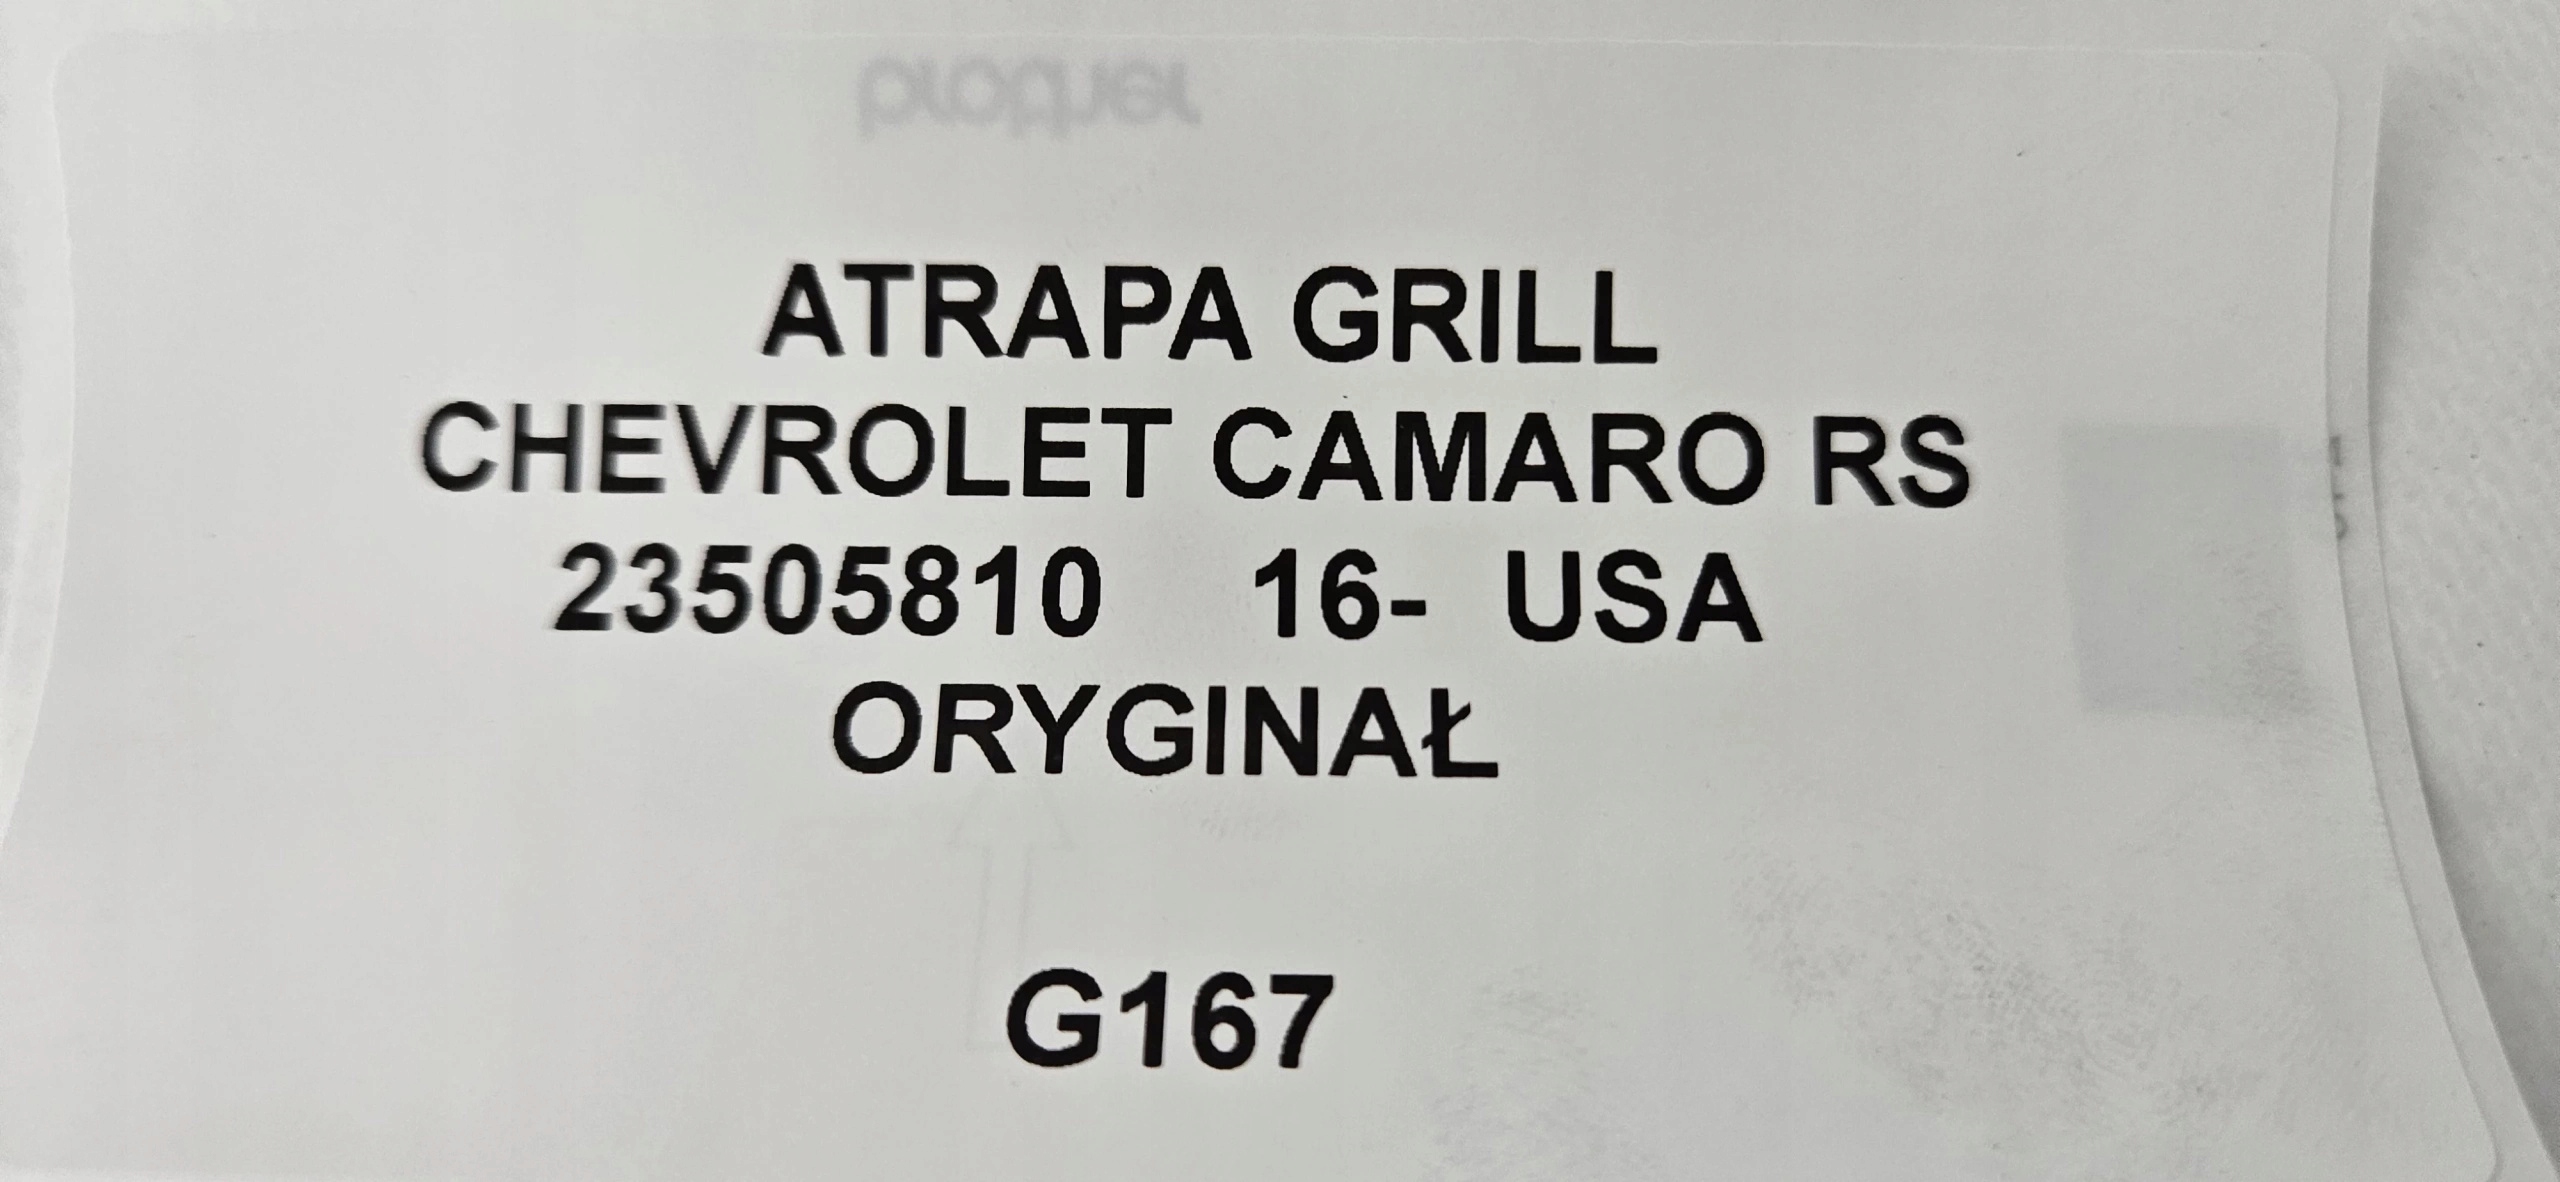 ATRAPA GRILL
CHEVROLET CAMARO RS
23505810 16- USA
ORYGINAŁ
G167